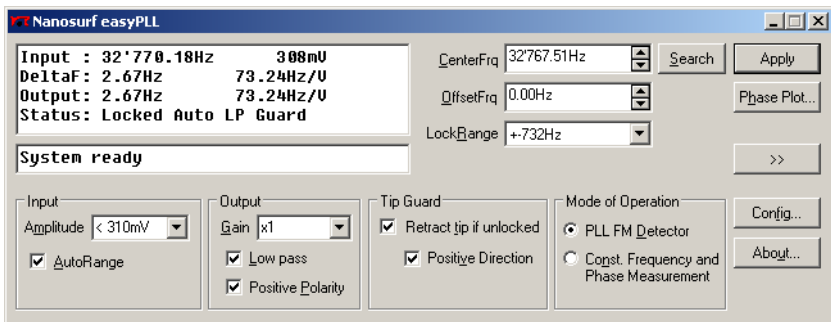 Nanosurf easyPLL
Input : 32'770.18Hz 308mV
DeltaF: 2.67Hz 73.24Hz/V
Output: 2.67Hz 73.24Hz/V
Status: Locked Auto LP Guard
System ready
CenterFrq 32'767.51Hz Search Apply
OffsetFrq 0.00Hz Phase Plot...
LockRange +-732Hz
>>
Input
Amplitude < 310mV
AutoRange
Output
Gain x1
Low pass
Positive Polarity
Tip Guard
Retract tip if unlocked
Positive Direction
Mode of Operation
PLL FM Detector
Const. Frequency and
Phase Measurement
Config...
About...